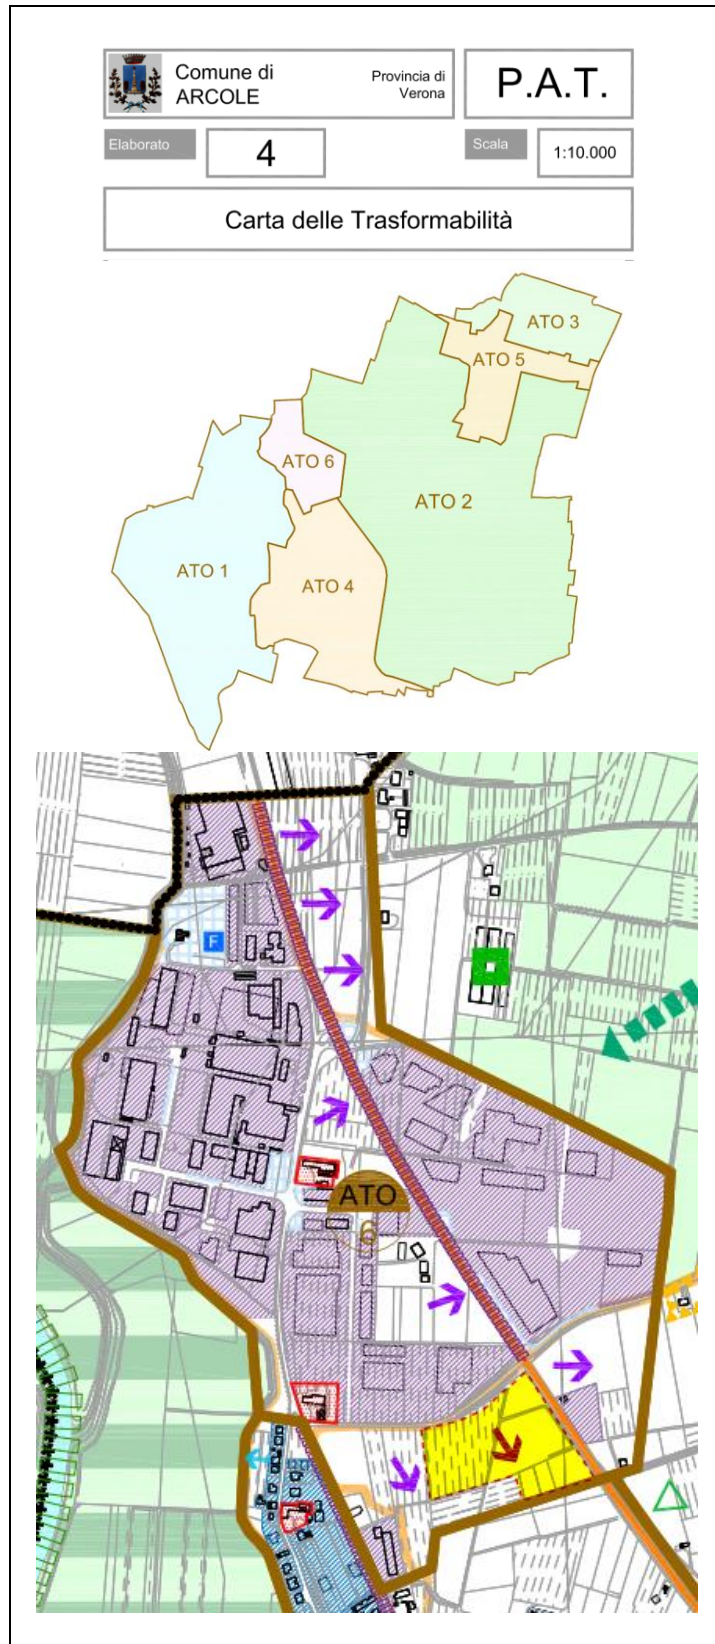 Comune di
ARCOLE
Provincia di
Verona
P.A.T.
Elaborato
4
Scala
1:10.000
Carta delle Trasformabilità
ATO 3
ATO 5
ATO 6
ATO 2
ATO 1
ATO 4
F
ATO
6